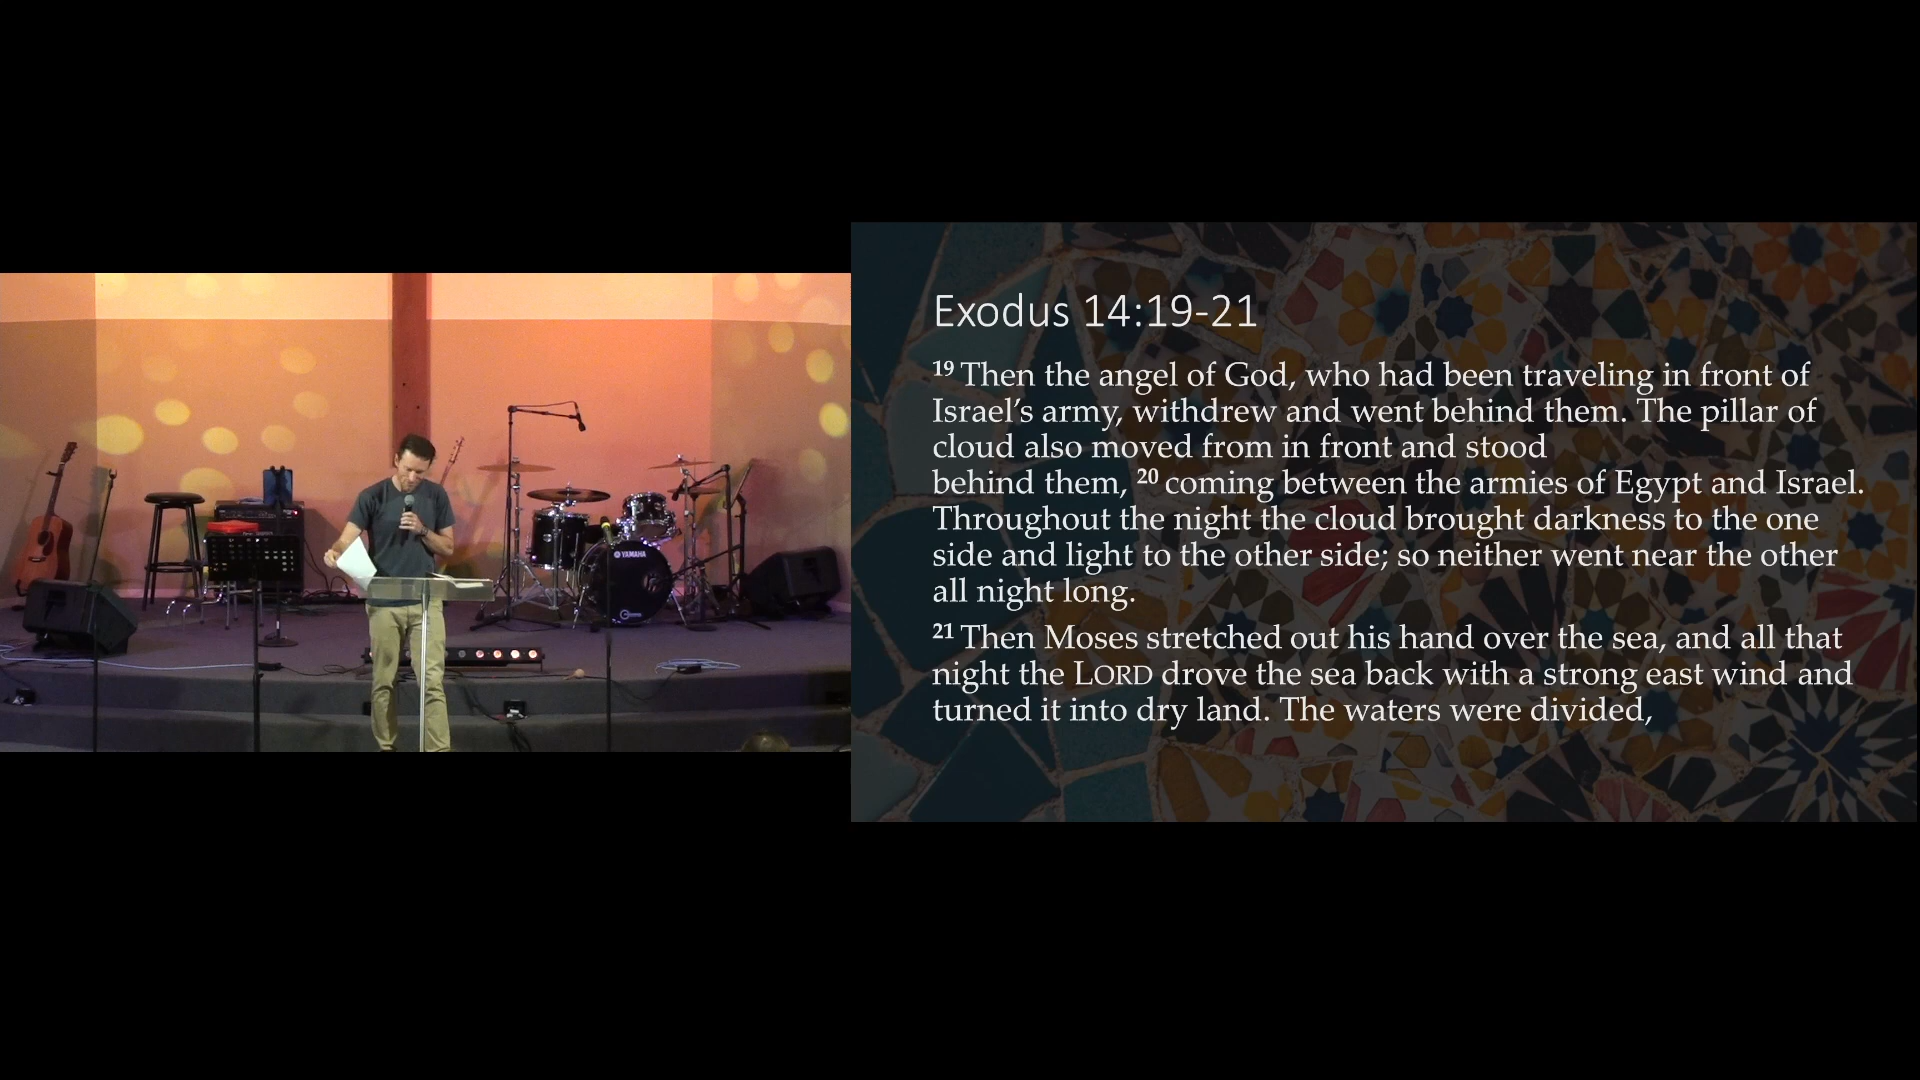 Exodus 14:19-21
19 Then the angel of God, who had been traveling in front of
Israel’s army, withdrew and went behind them. The pillar of
cloud also moved from in front and stood
behind them, 20 coming between the armies of Egypt and Israel.
Throughout the night the cloud brought darkness to the one
side and light to the other side; so neither went near the other
all night long.
21 Then Moses stretched out his hand over the sea, and all that
night the LORD drove the sea back with a strong east wind and
turned it into dry land. The waters were divided,
YAMAHA